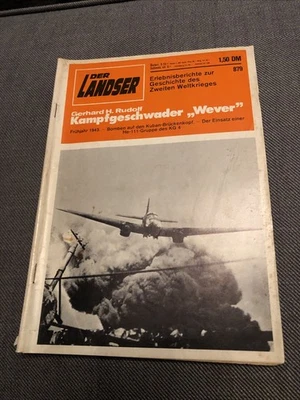 DER
LANDSER
1,50 DM
879
Erlebnisberichte zur
Geschichte des
Zweiten Weltkrieges
Gerhard H. Rudolf
Kampfgeschwader „Wever”
Frühjahr 1943 - Bomben auf den Kuban-Brückenkopf - Der Einsatz einer
He-111-Gruppe des KG 4